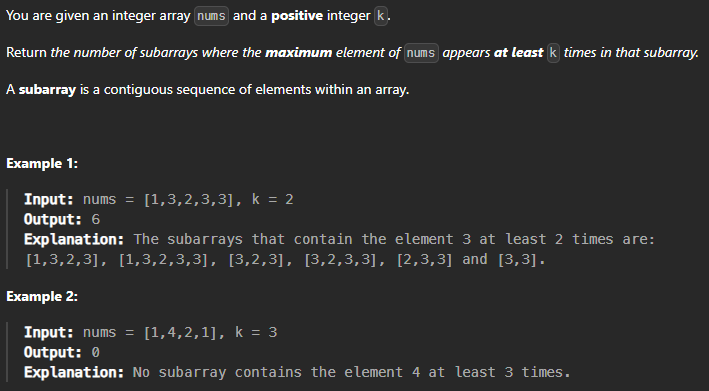 You are given an integer array nums and a positive integer k.
Return the number of subarrays where the maximum element of nums appears at least k times in that subarray.
A subarray is a contiguous sequence of elements within an array.
Example 1:
Input: nums = [1,3,2,3,3], k = 2
Output: 6
Explanation: The subarrays that contain the element 3 at least 2 times are:
[1,3,2,3], [1,3,2,3,3], [3,2,3], [3,2,3,3], [2,3,3] and [3,3].
Example 2:
Input: nums = [1,4,2,1], k = 3
Output: 0
Explanation: No subarray contains the element 4 at least 3 times.